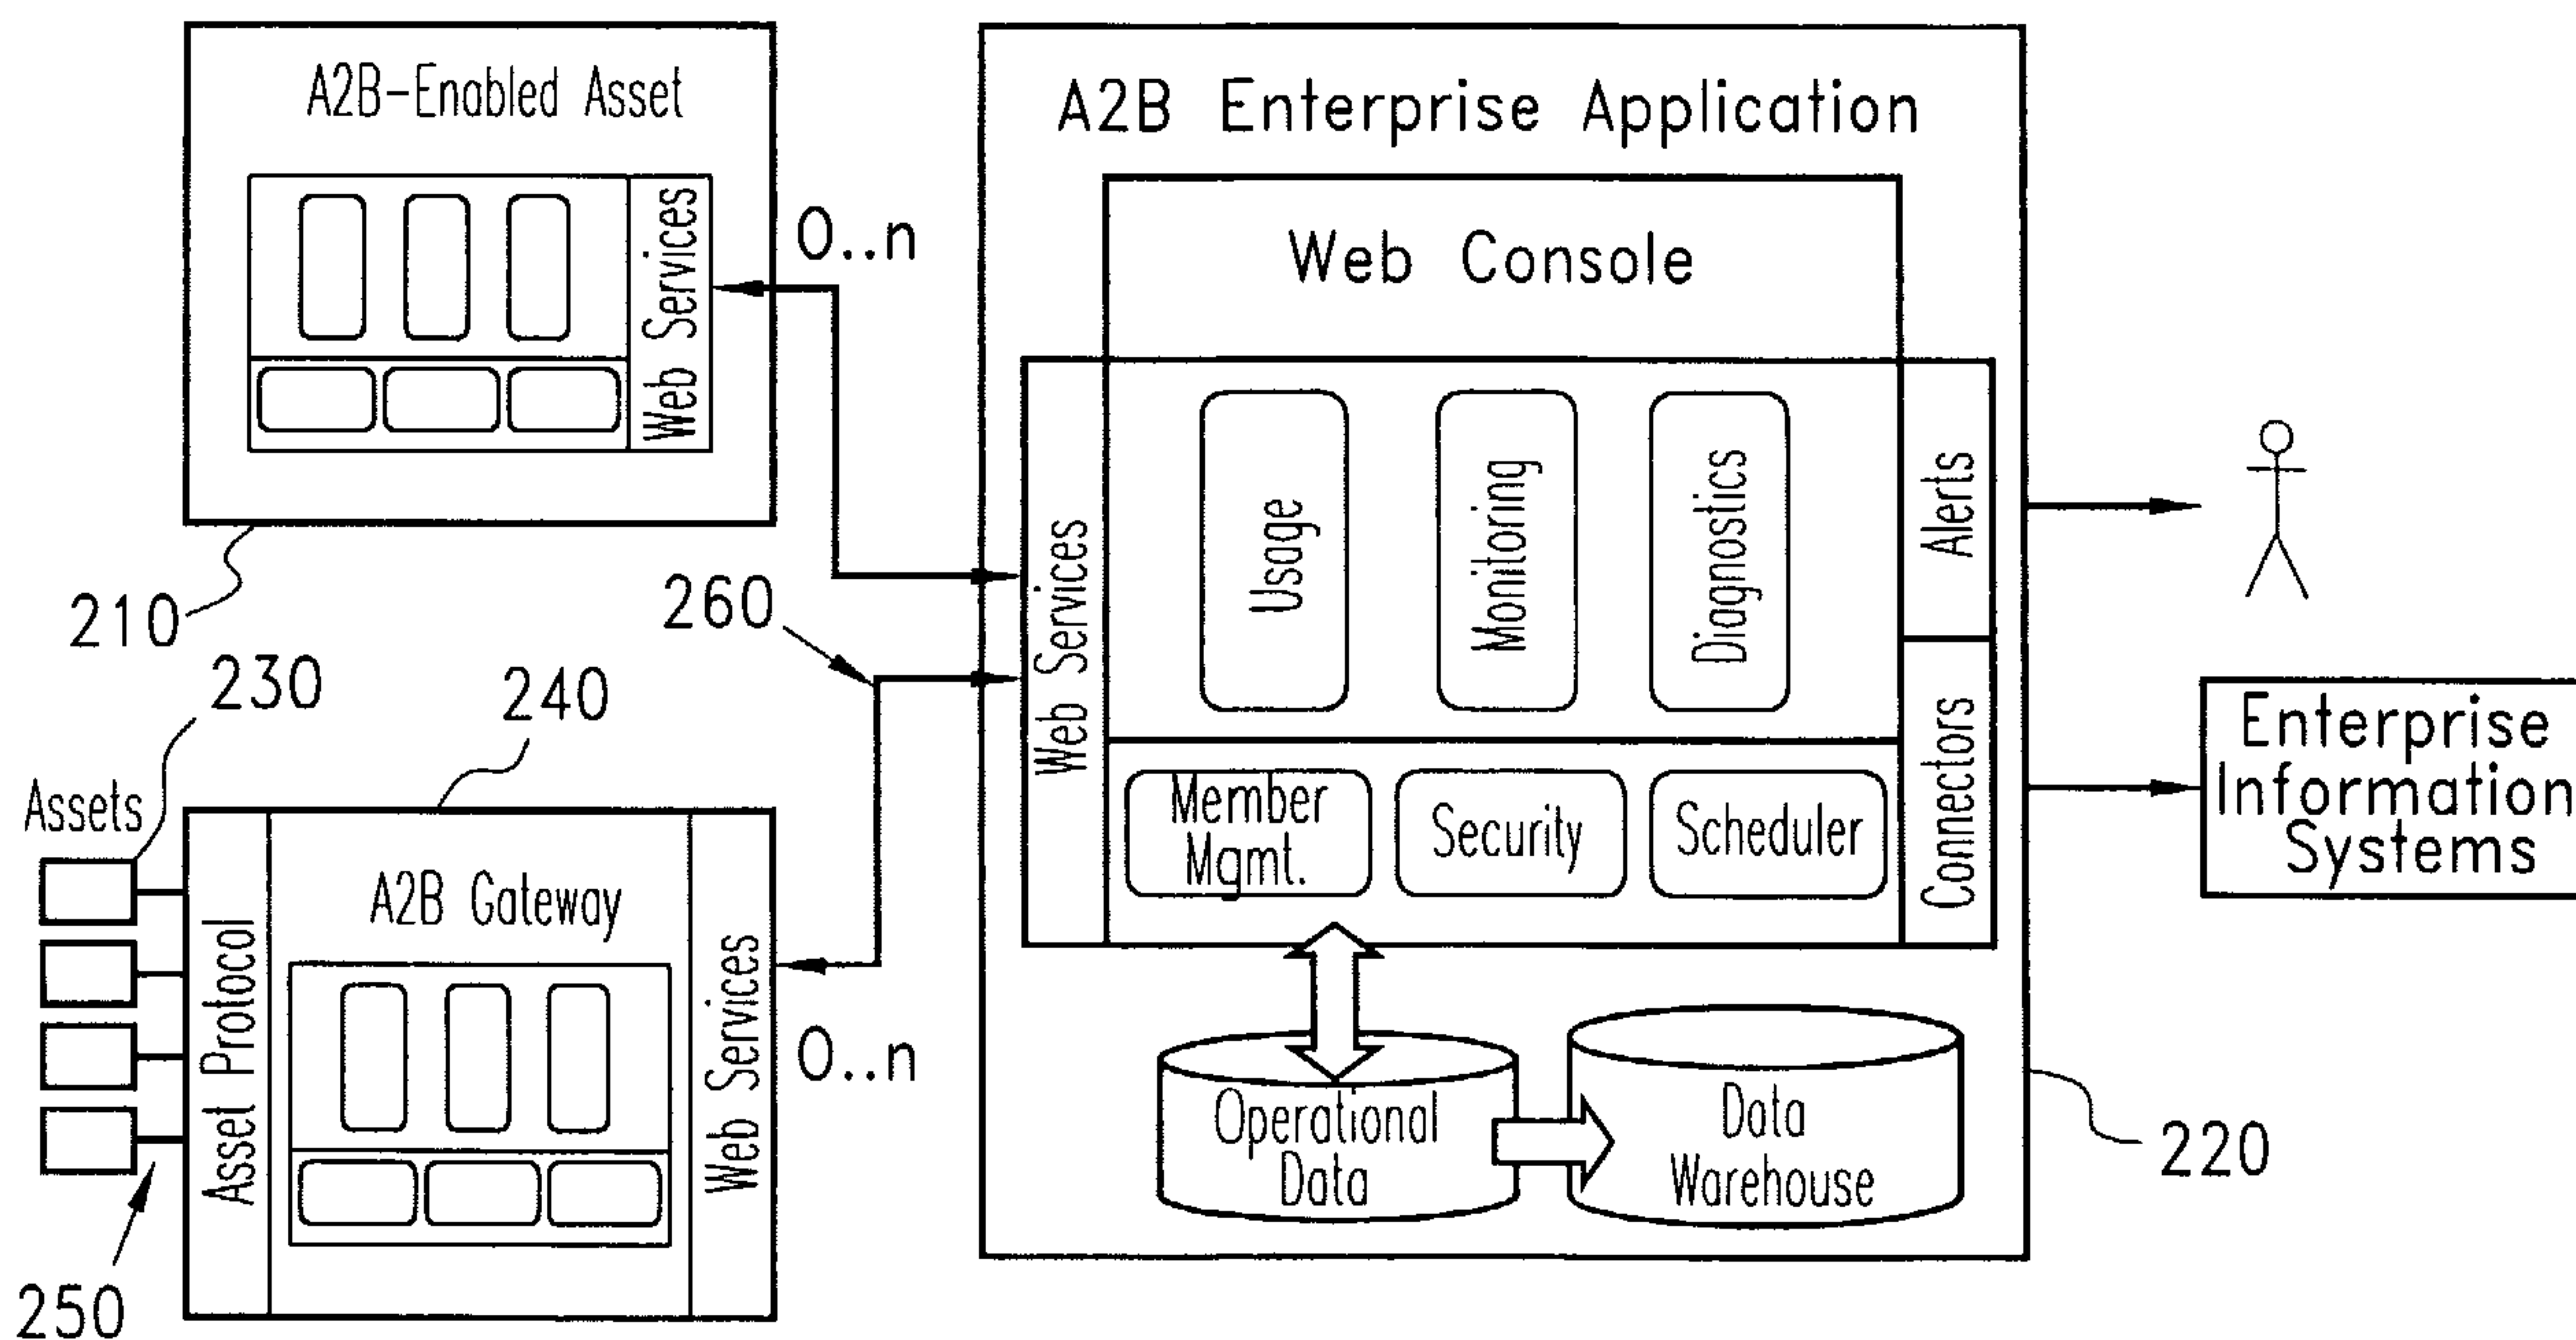 A2B-Enabled Asset
Web Services
0..n
210
260
230
240
Assets
Asset Protocol
A2B Gateway
Web Services
0..n
250
A2B Enterprise Application
Web Console
Web Services
Usage
Monitoring
Diagnostics
Alerts
Connectors
Member
Mgmt.
Security
Scheduler
Operational
Data
Data
Warehouse
Enterprise
Information
Systems
220